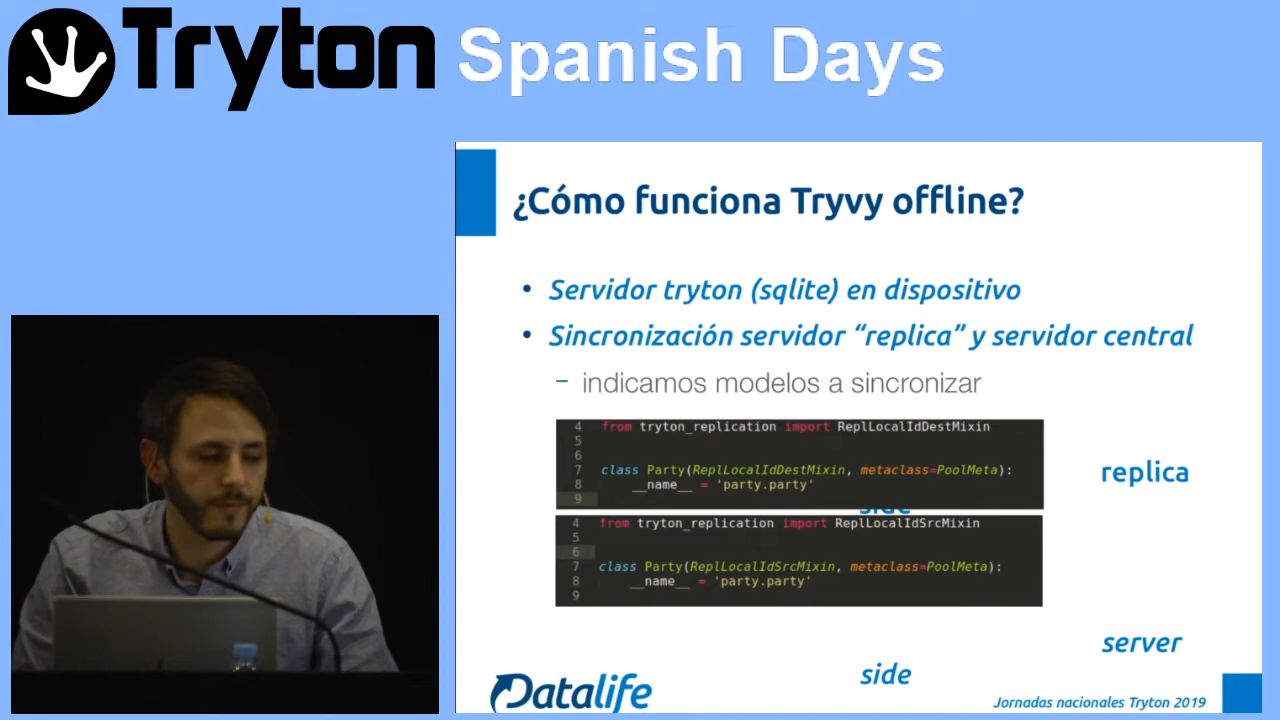 Tryton Spanish Days
¿Cómo funciona Tryvy offline?
• Servidor tryton (sqlite) en dispositivo
• Sincronización servidor “replica” y servidor central
– indicamos modelos a sincronizar
4 from tryton_replication import ReplLocalIdDestMixin
5
6
7 class Party(ReplLocalIdDestMixin, metaclass=PoolMeta):
8 __name__ = 'party.party'
9
replica
side
4 from tryton_replication import ReplLocalIdSrcMixin
5
6
7 class Party(ReplLocalIdSrcMixin, metaclass=PoolMeta):
8 __name__ = 'party.party'
9
server
side
Datalife
Jornadas nacionales Tryton 2019